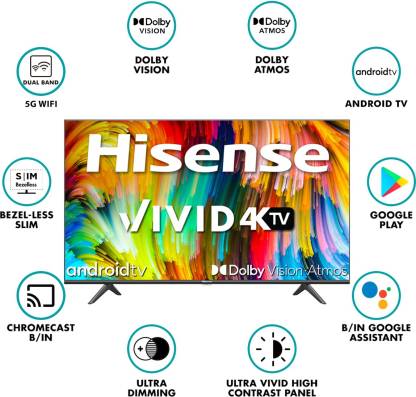 Dolby
VISION
DOLBY
VISION
Dolby
ATMOS
DOLBY
ATMOS
DUAL BAND
5G WIFI
androidtv
ANDROID TV
Hisense
VIVID 4K TV
androidtv
Dolby Vision·Atmos
SLIM
Bezelless
BEZEL-LESS
SLIM
GOOGLE
PLAY
CHROMECAST
B/IN
B/IN GOOGLE
ASSISTANT
ULTRA
DIMMING
ULTRA VIVID HIGH
CONTRAST PANEL